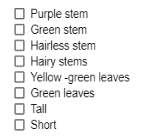 Purple stem
Green stem
Hairless stem
Hairy stems
Yellow -green leaves
Green leaves
Tall
Short